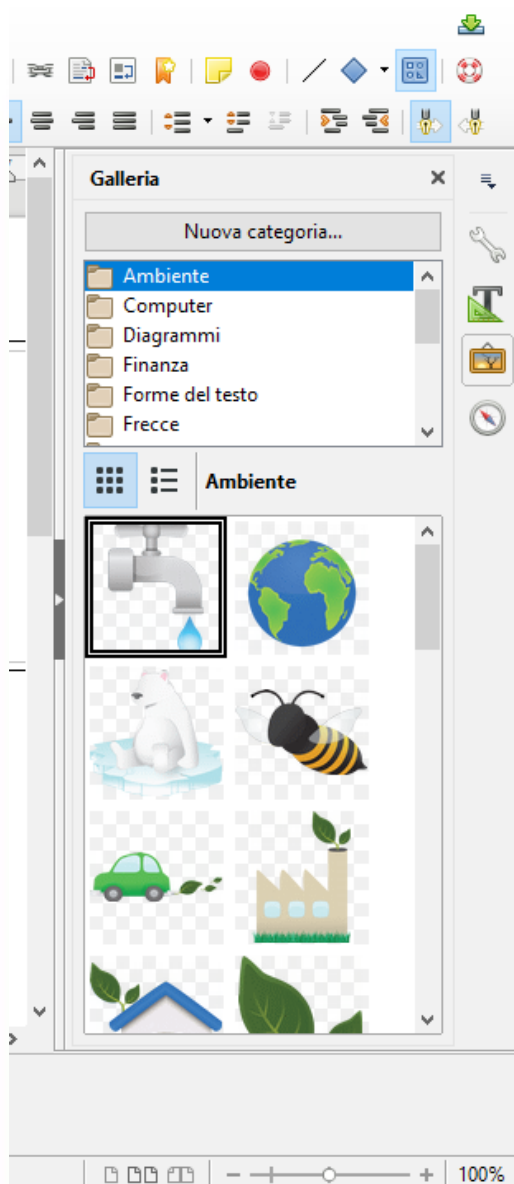 Galleria
Nuova categoria...
Ambiente
Computer
Diagrammi
Finanza
Forme del testo
Frecce
Ambiente
100%